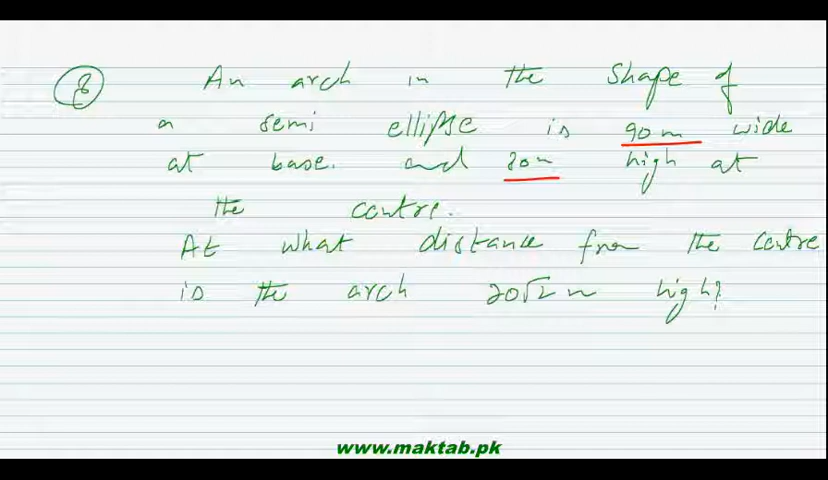 8 An arch in the shape of
a semi ellipse is 90m wide
at base. and 30m high at
the centre.
At what distance from the centre
is the arch 20√2 m high?
www.maktab.pk